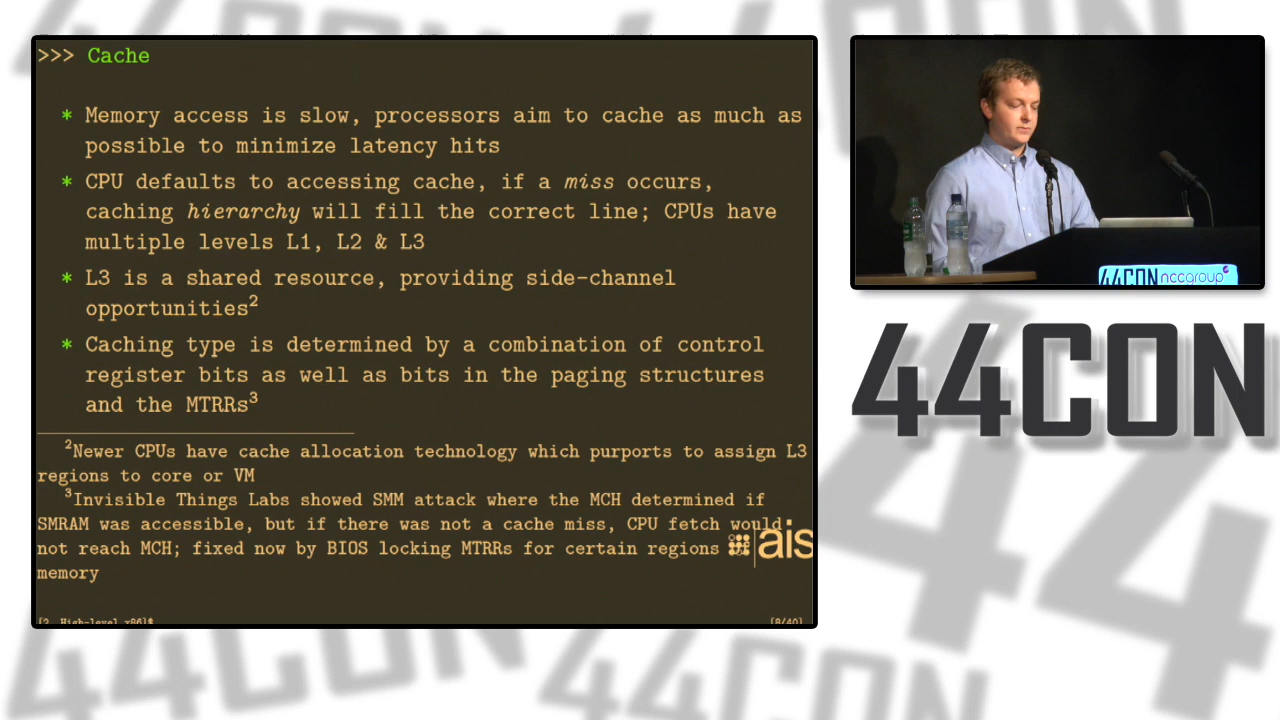 >>> Cache
* Memory access is slow, processors aim to cache as much as
possible to minimize latency hits
* CPU defaults to accessing cache, if a miss occurs,
caching hierarchy will fill the correct line; CPUs have
multiple levels L1, L2 & L3
* L3 is a shared resource, providing side-channel
opportunities²
* Caching type is determined by a combination of control
register bits as well as bits in the paging structures
and the MTRRs³
²Newer CPUs have cache allocation technology which purports to assign L3
regions to core or VM
³Invisible Things Labs showed SMM attack where the MCH determined if
SMRAM was accessible, but if there was not a cache miss, CPU fetch would
not reach MCH; fixed now by BIOS locking MTRRs for certain regions
memory
ais
[2. High-level x86]$
[8/40]
44CON nccgroup
44CON